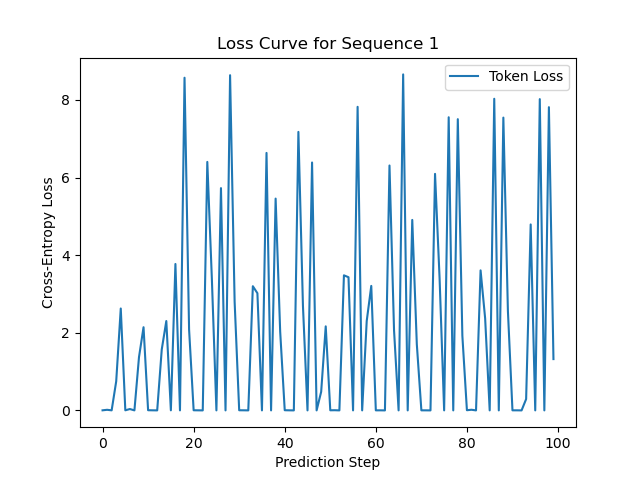 Loss Curve for Sequence 1
Token Loss
Cross-Entropy Loss
8
6
4
2
0
0 20 40 60 80 100
Prediction Step